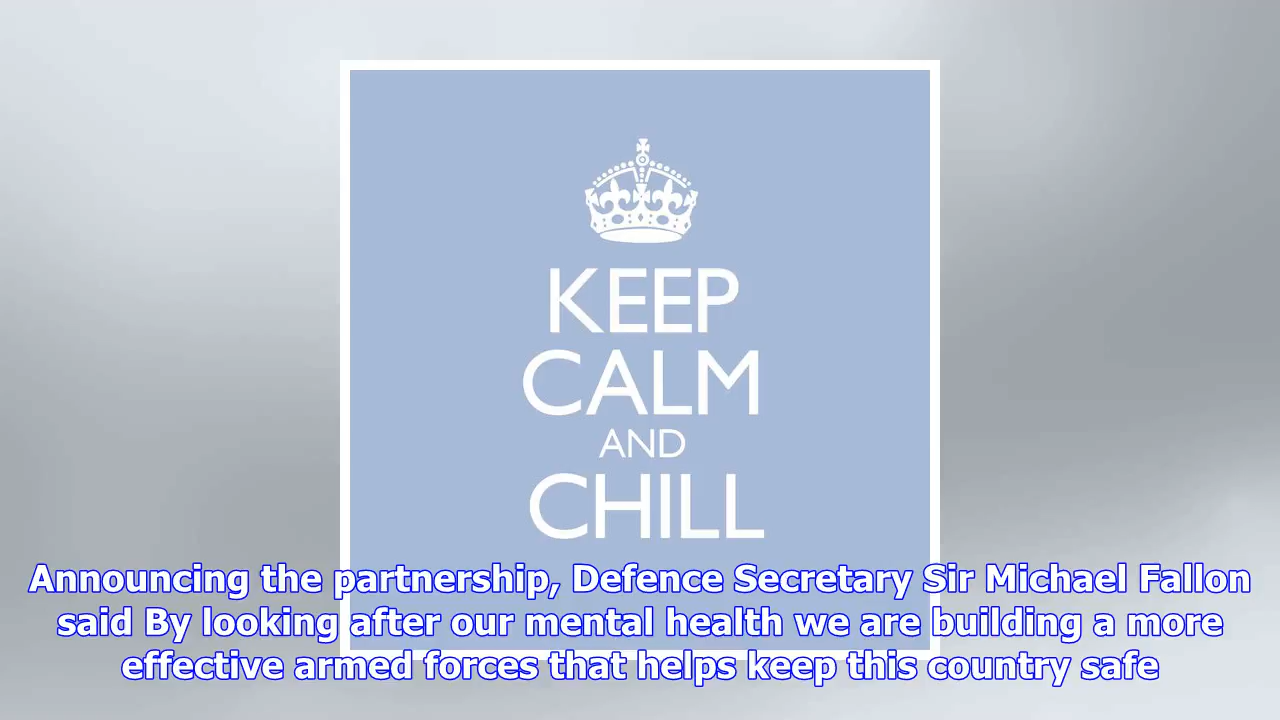 KEEP
CALM
AND
CHILL
Announcing the partnership, Defence Secretary Sir Michael Fallon
said By looking after our mental health we are building a more
effective armed forces that helps keep this country safe